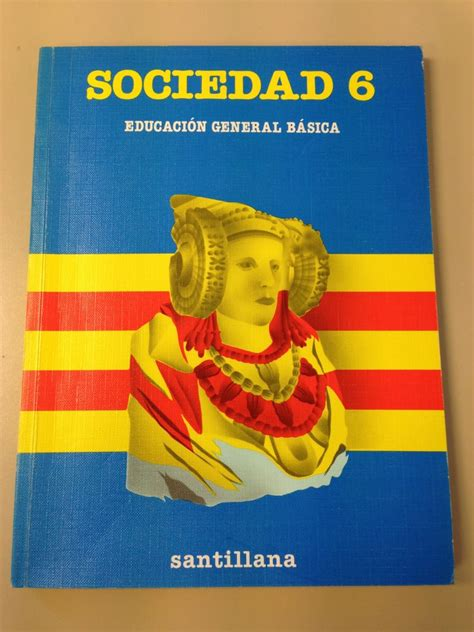 SOCIEDAD 6
EDUCACIÓN GENERAL BÁSICA
santillana